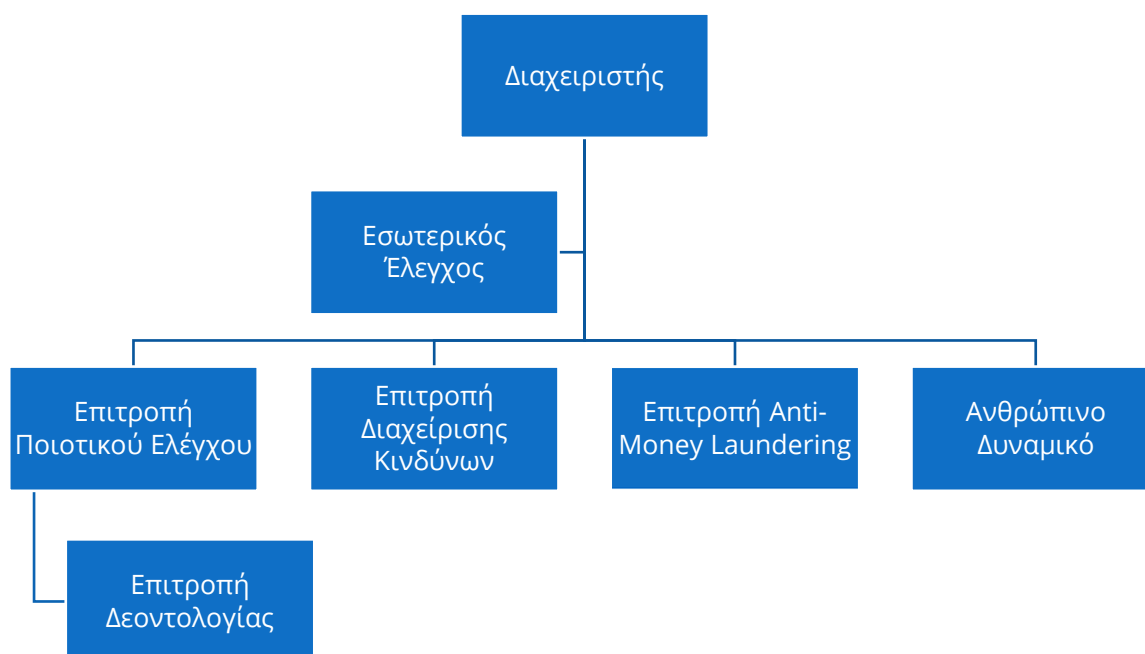 Διαχειριστής
Εσωτερικός
Έλεγχος
Επιτροπή
Ποιοτικού Ελέγχου
Επιτροπή
Διαχείρισης
Κινδύνων
Επιτροπή Anti-
Money Laundering
Ανθρώπινο
Δυναμικό
Επιτροπή
Δεοντολογίας